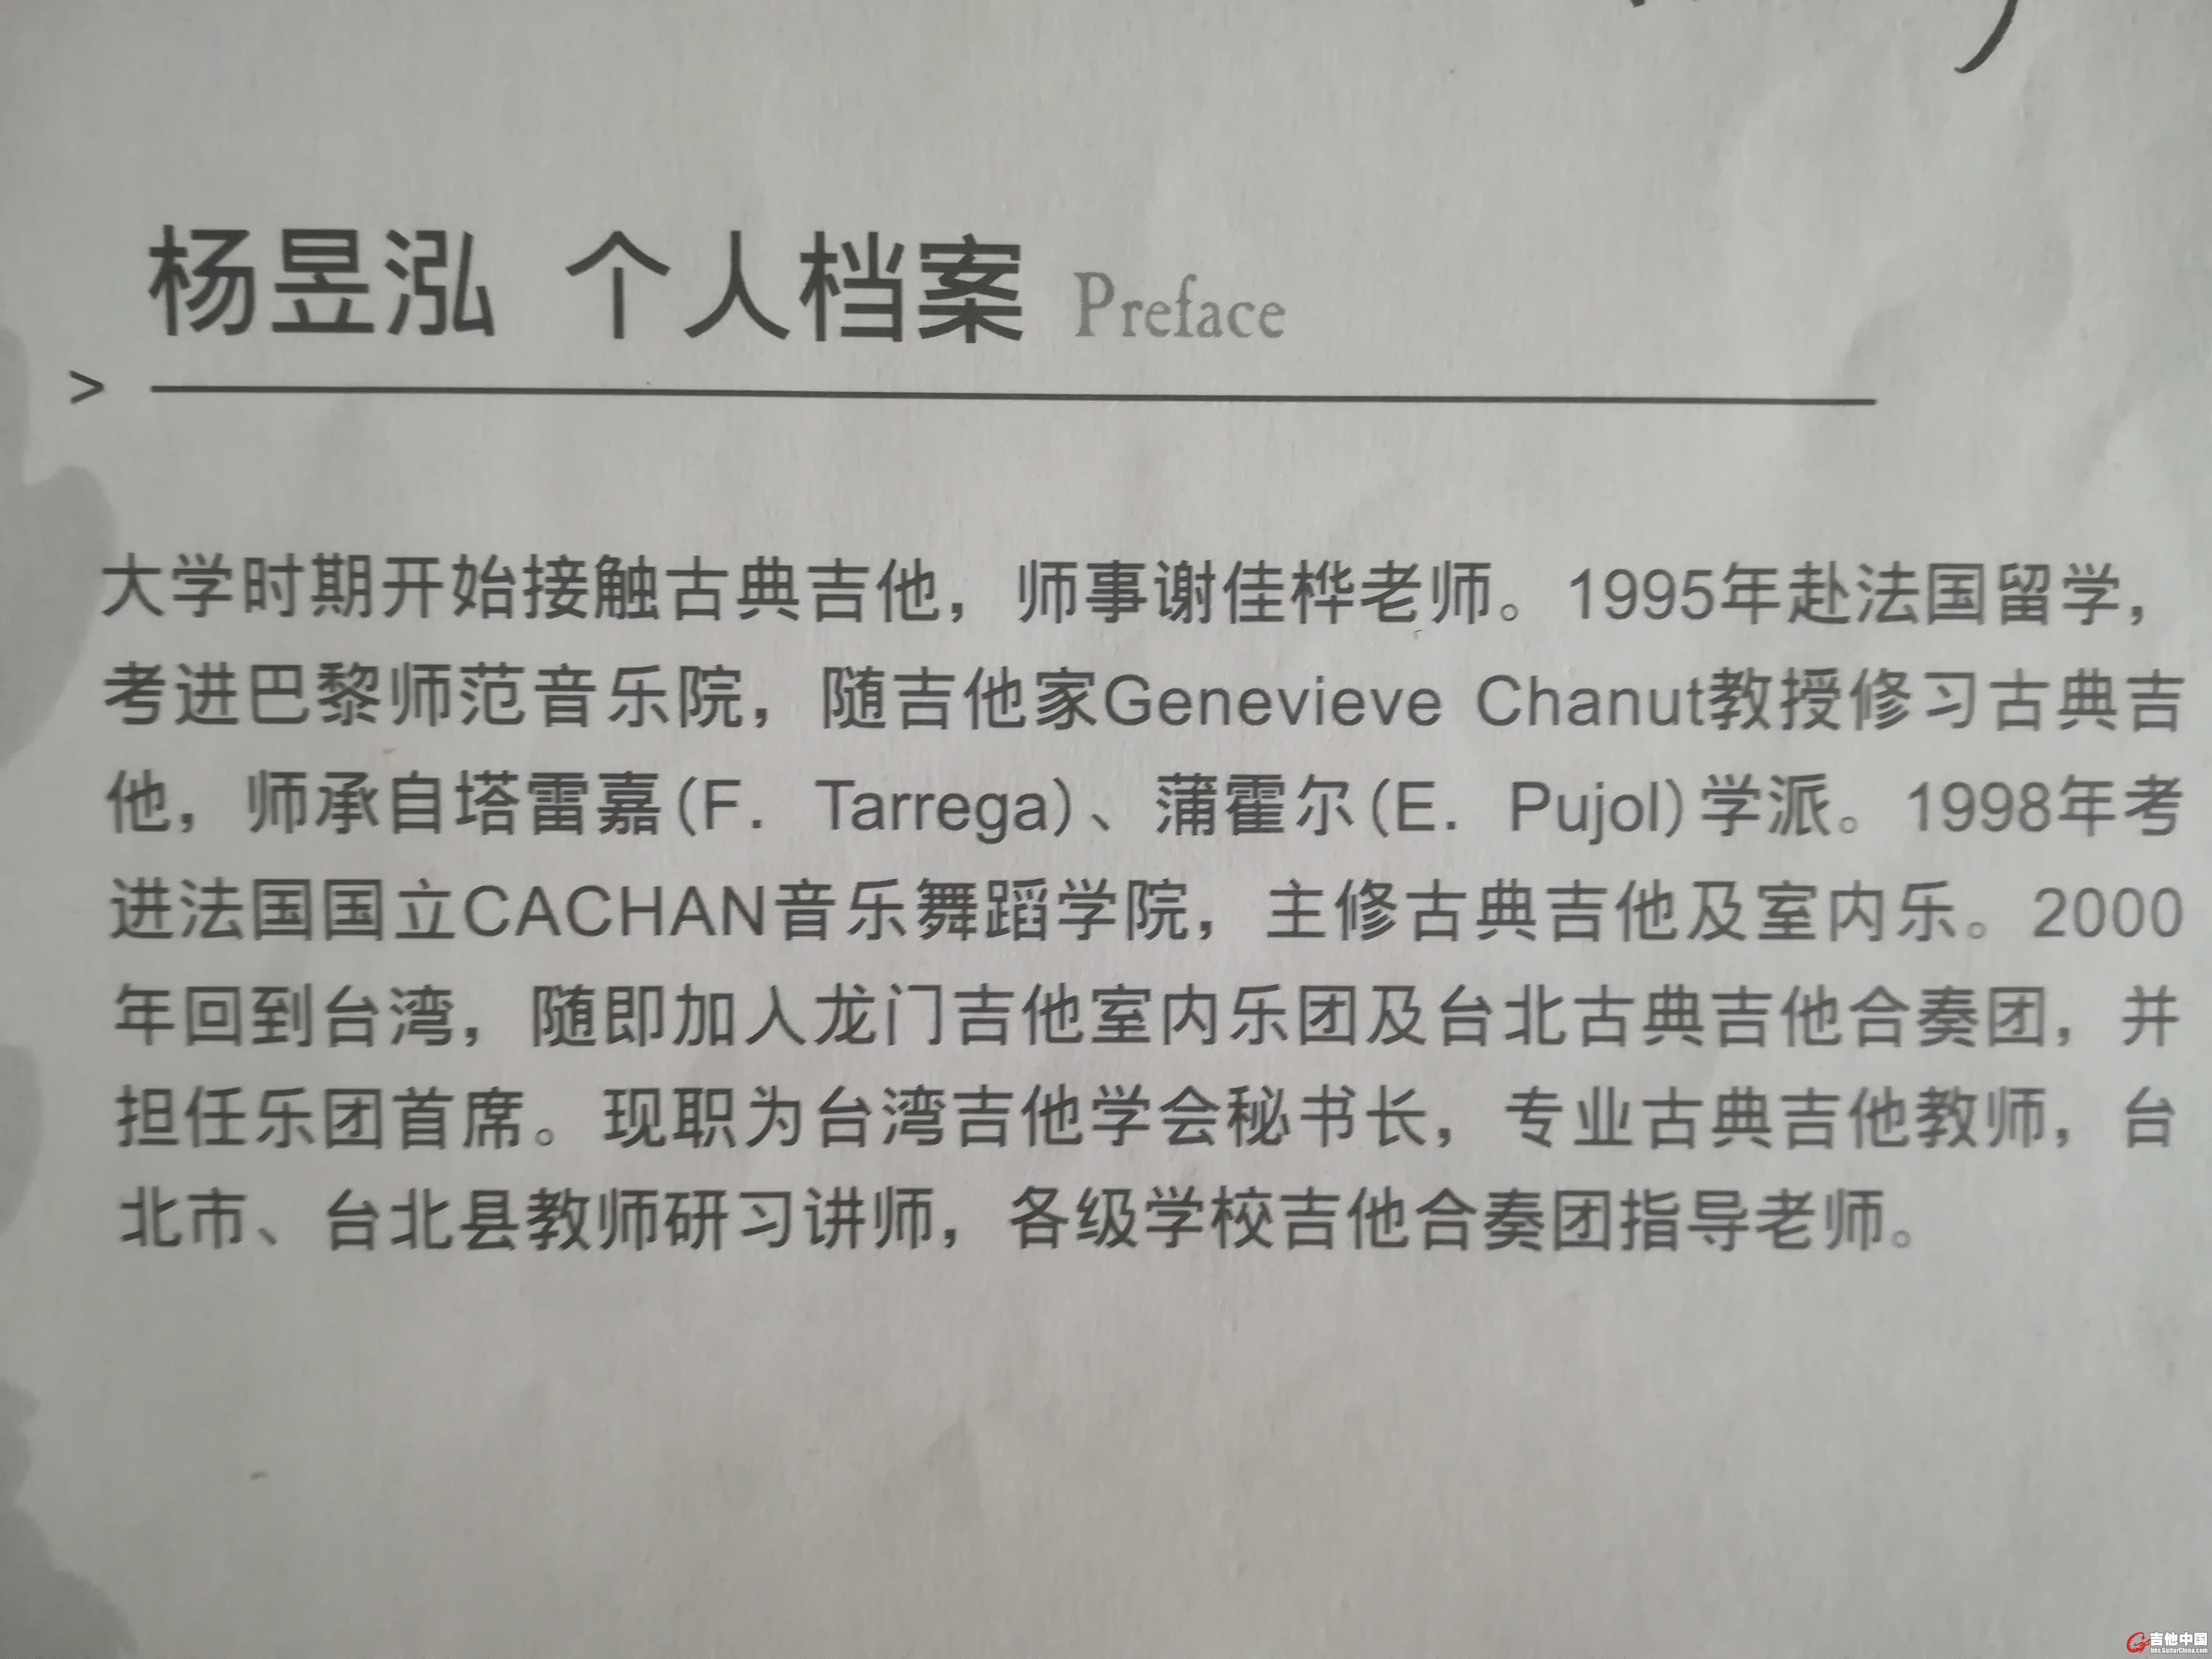 杨昱泓 个人档案 Preface
>
大学时期开始接触古典吉他，师事谢佳桦老师。1995年赴法国留学，
考进巴黎师范音乐院，随吉他家Genevieve Chanut教授修习古典吉
他，师承自塔雷嘉(F. Tarrega)、蒲霍尔(E. Pujol)学派。1998年考
进法国国立CACHAN音乐舞蹈学院，主修古典吉他及室内乐。2000
年回到台湾，随即加入龙门吉他室内乐团及台北古典吉他合奏团，并
担任乐团首席。现职为台湾吉他学会秘书长，专业古典吉他教师，台
北市、台北县教师研习讲师，各级学校吉他合奏团指导老师。
吉他中国
bbs.GuitarChina.com